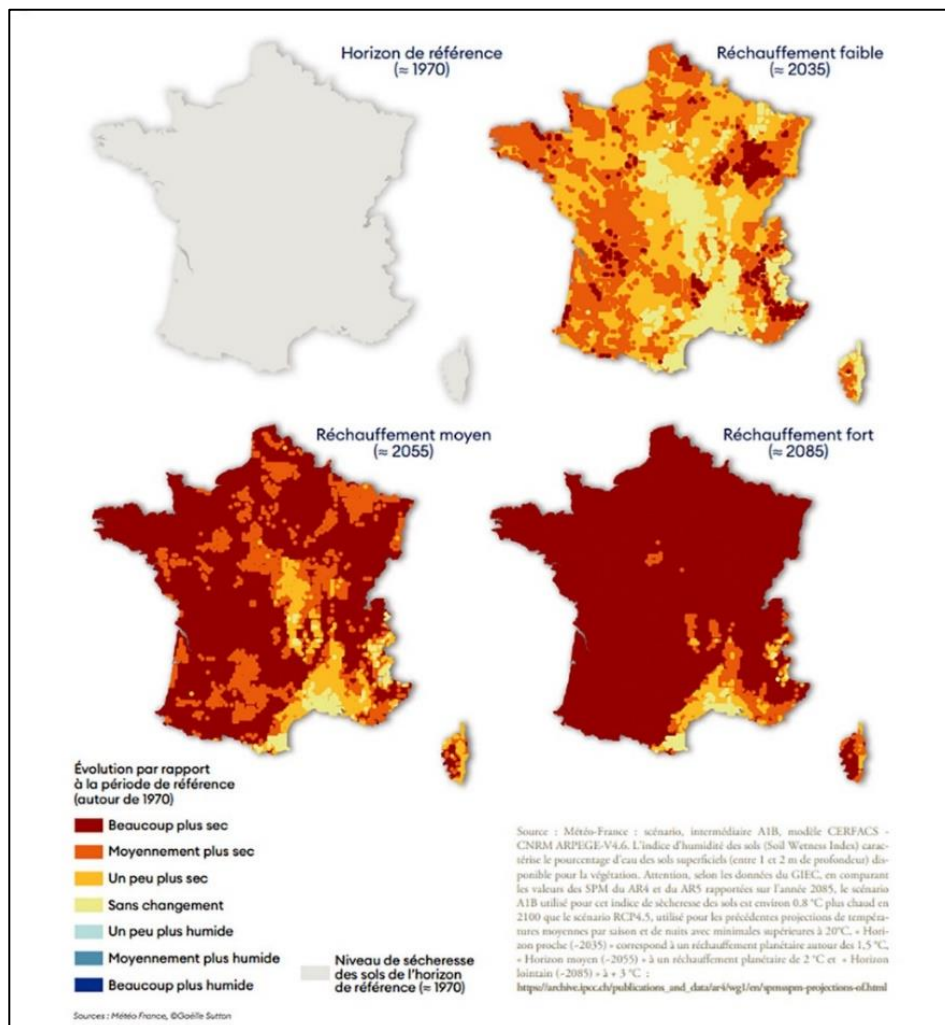 Horizon de référence
(≈ 1970)
Réchauffement faible
(≈ 2035)
Réchauffement moyen
(≈ 2055)
Réchauffement fort
(≈ 2085)
Évolution par rapport
à la période de référence
(autour de 1970)
Beaucoup plus sec
Moyennement plus sec
Un peu plus sec
Sans changement
Un peu plus humide
Moyennement plus humide
Beaucoup plus humide
Niveau de sécheresse
des sols de l'horizon
de référence (≈ 1970)
Sources : Météo France, ©Gaëlle Sutton
Source : Météo-France : scénario, intermédiaire A1B, modèle CERFACS -
CNRM ARPEGE-V4.6. L'indice d'humidité des sols (Soil Wetness Index) carac-
térise le pourcentage d'eau des sols superficiels (entre 1 et 2 m de profondeur) dis-
ponible pour la végétation. Attention, selon les données du GIEC, en comparant
les valeurs des SPM du AR4 et du AR5 rapportées sur l'année 2085, le scénario
A1B utilisé pour cet indice de sécheresse des sols est environ 0.8 °C plus chaud en
2100 que le scénario RCP4.5, utilisé pour les précédentes projections de tempéra-
tures moyennes par saison et de nuits avec minimales supérieures à 20°C. « Hori-
zon proche (~2035) » correspond à un réchauffement planétaire autour des 1,5 °C,
« Horizon moyen (~2055) » à un réchauffement planétaire de 2 °C et « Horizon
lointain (~2085) » à + 3 °C :
https://archive.ipcc.ch/publications_and_data/ar4/wg1/en/spmsspm-projections-of.html